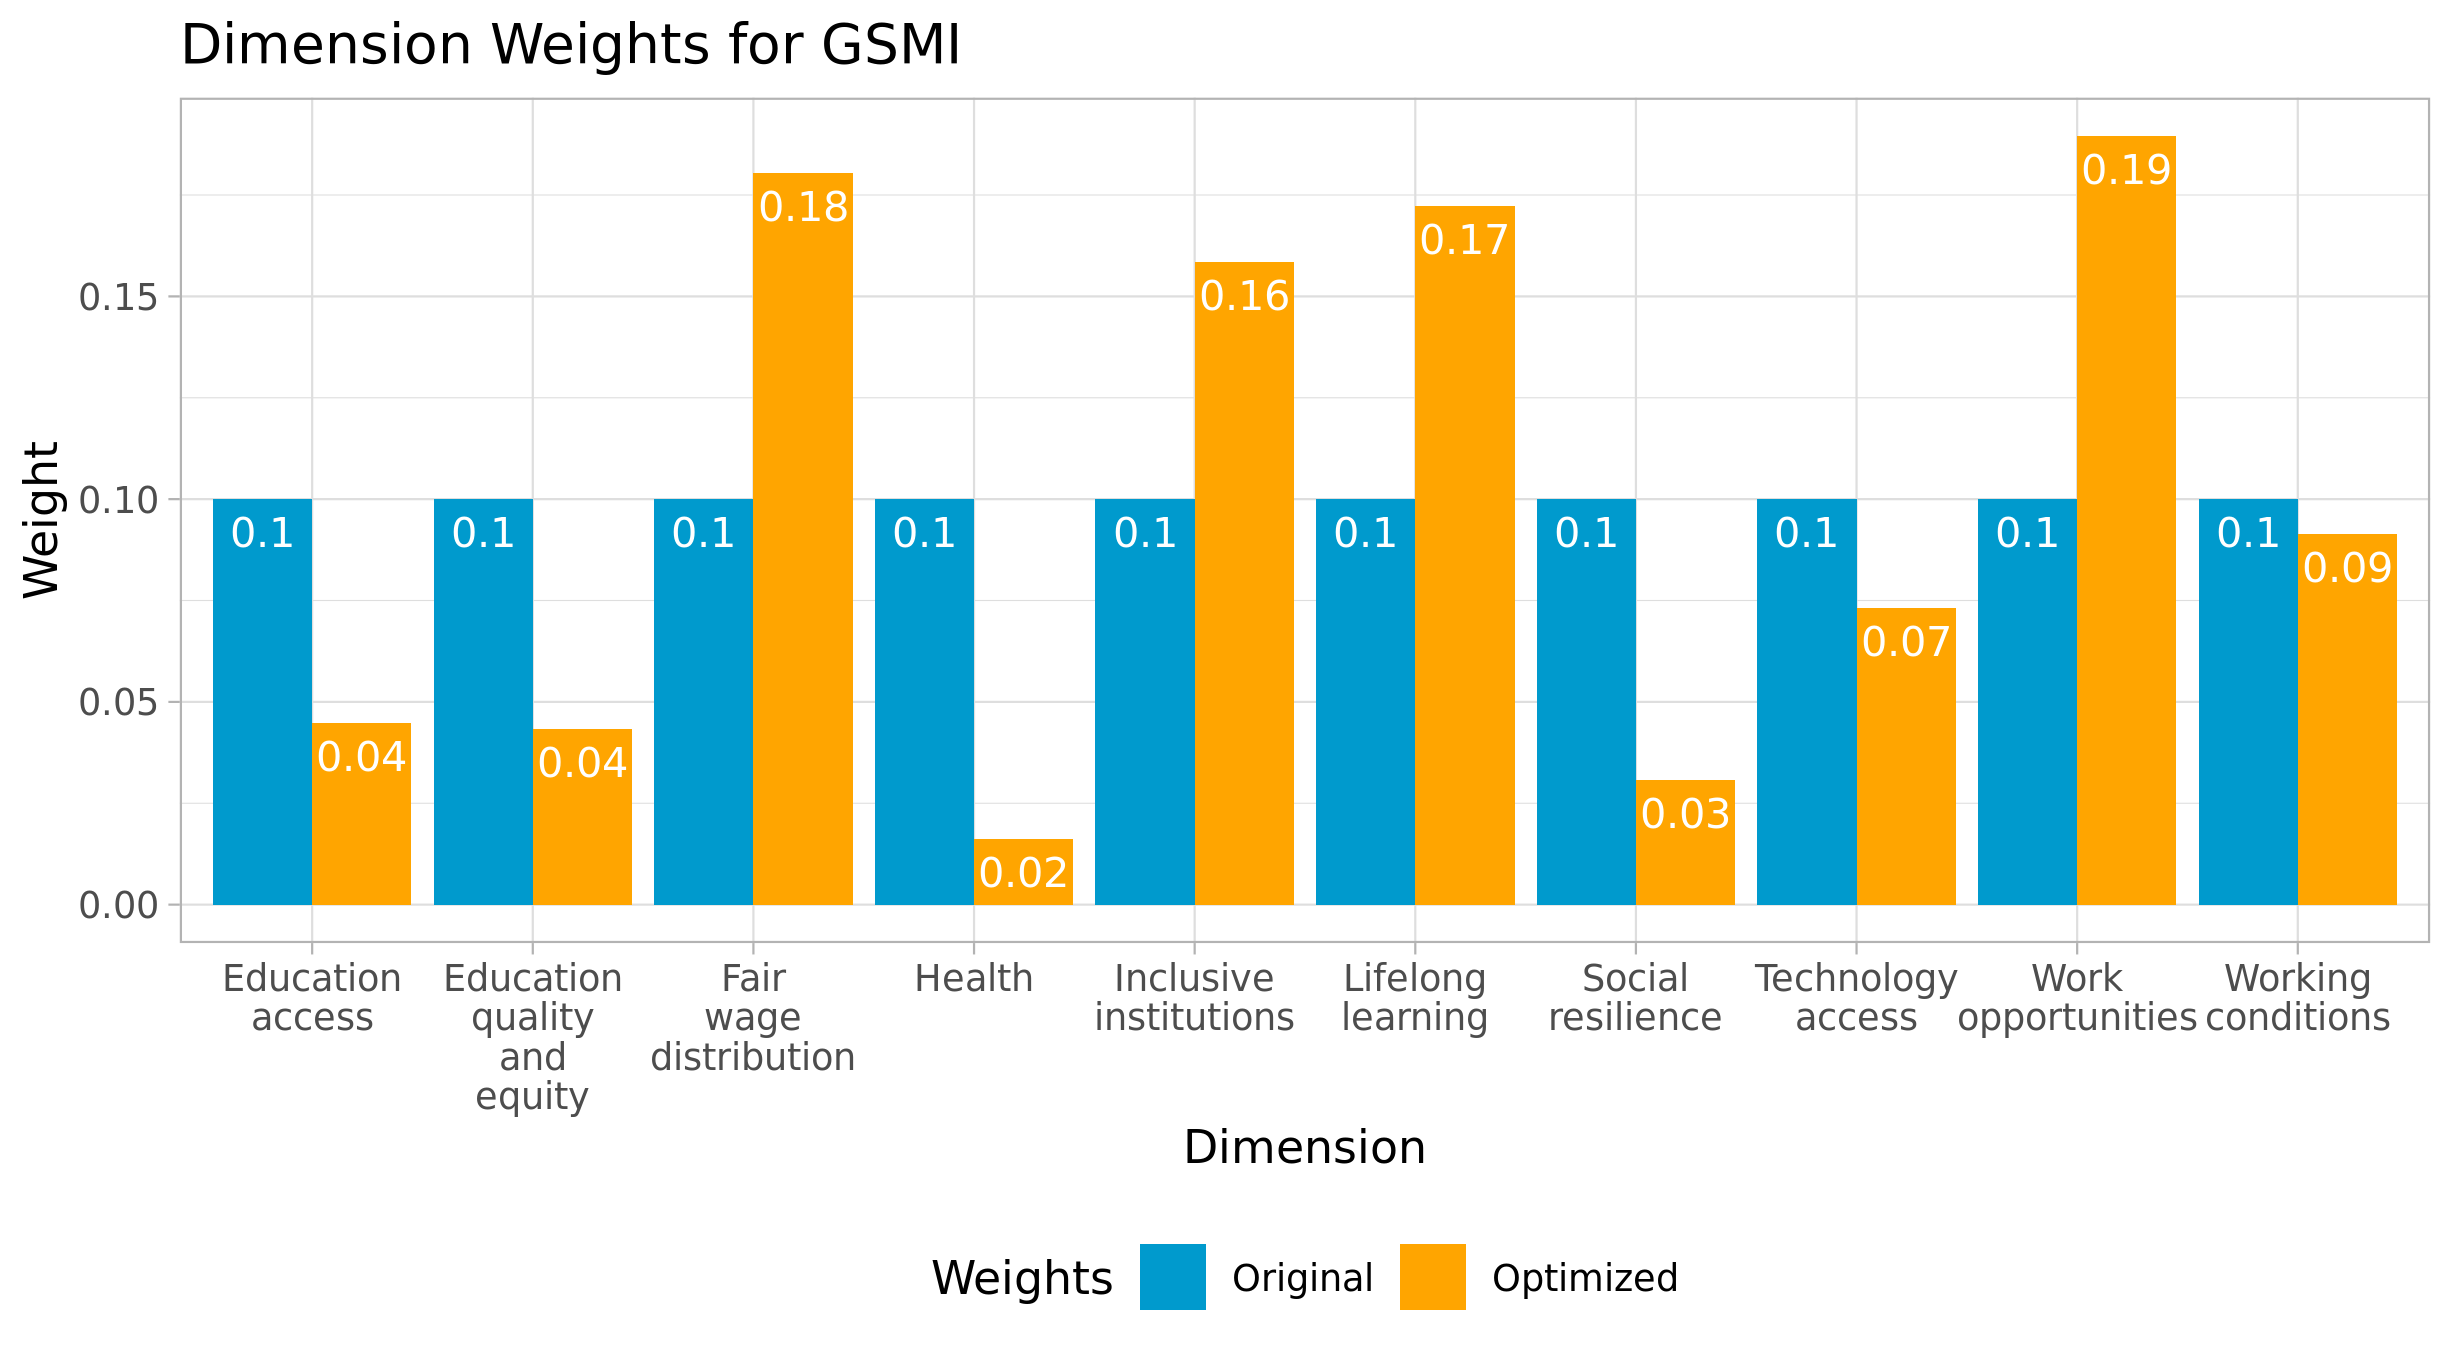 Dimension Weights for GSMI
Weight
0.15
0.10
0.05
0.00
0.1
0.04
0.1
0.04
0.1
0.18
0.1
0.02
0.1
0.16
0.1
0.17
0.1
0.03
0.1
0.07
0.1
0.19
0.1
0.09
Education
access
Education
quality
and
equity
Fair
wage
distribution
Health
Inclusive
institutions
Lifelong
learning
Social
resilience
Technology
access
Work
opportunities
Working
conditions
Dimension
Weights Original Optimized